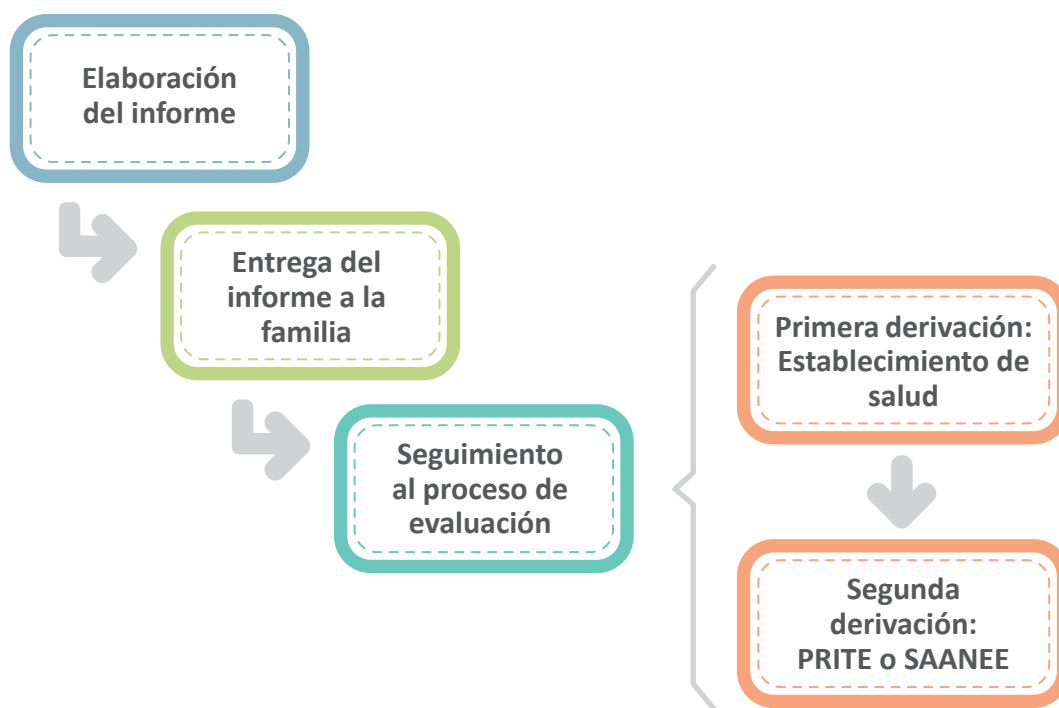 Elaboración
del informe
Entrega del
informe a la
familia
Seguimiento
al proceso de
evaluación
Primera derivación:
Establecimiento de
salud
Segunda
derivación:
PRITE o SAANEE